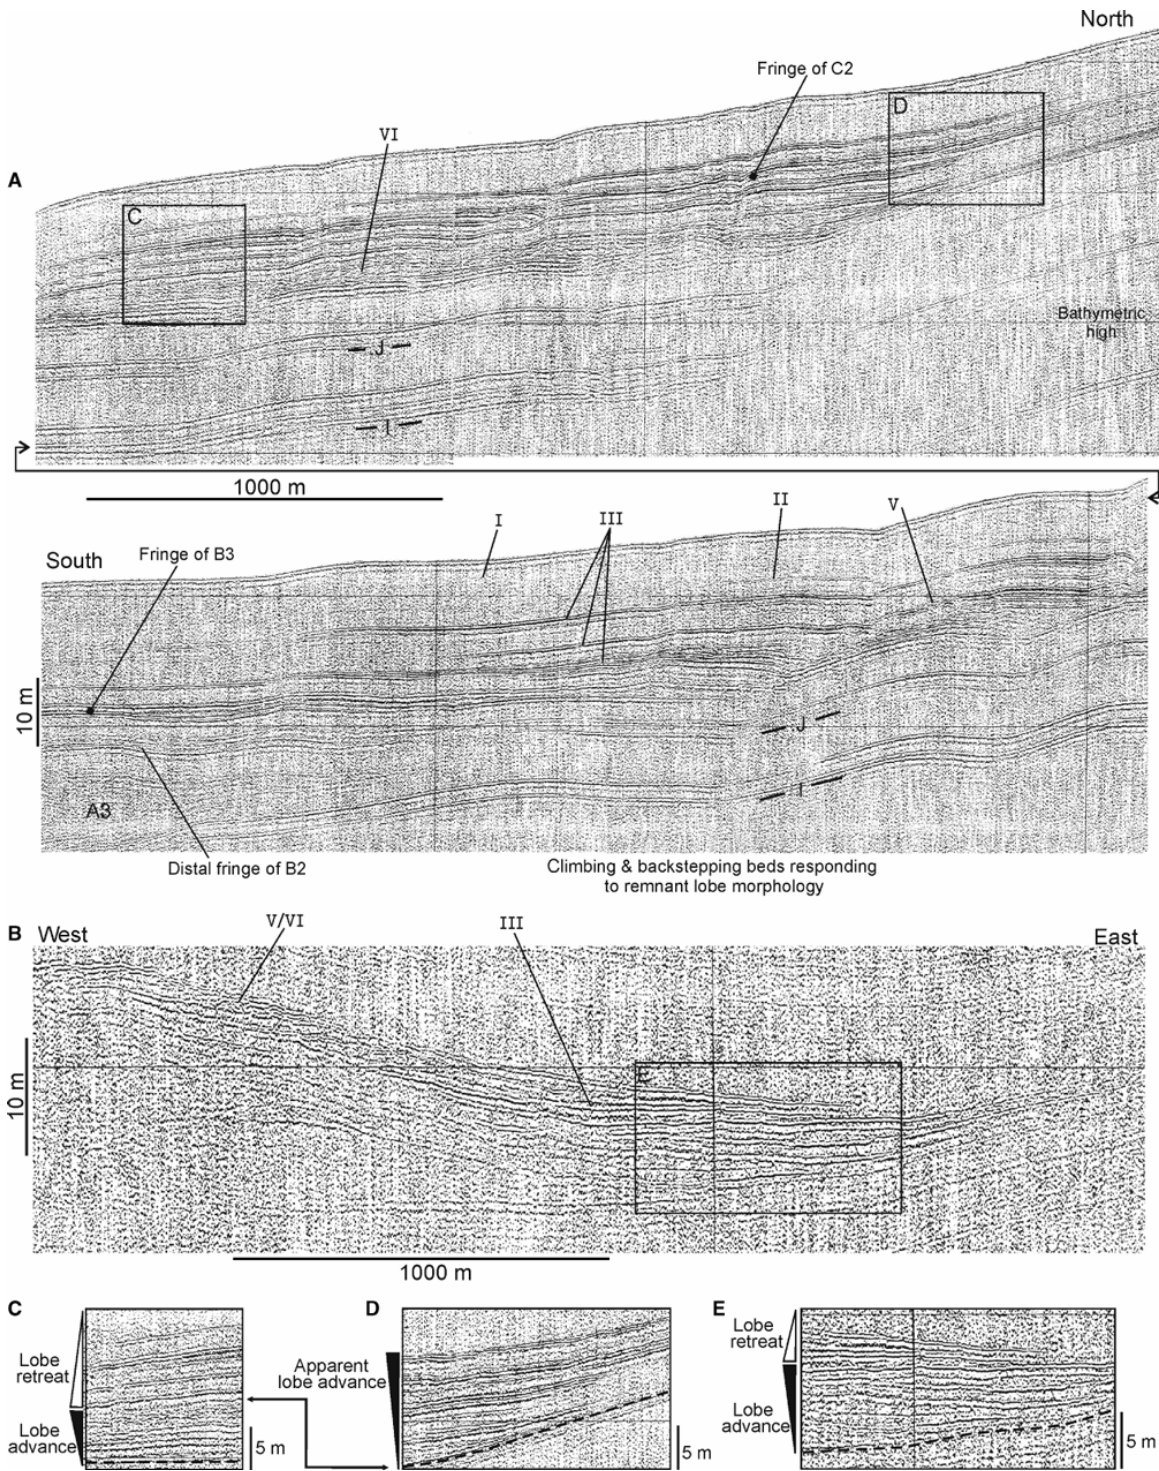 North
Fringe of C2
D
VI
A
C
Bathymetric
high
J
I
1000 m
I
III
II
V
South
Fringe of B3
10 m
J
I
A3
Distal fringe of B2
Climbing & backstepping beds responding
to remnant lobe morphology
B
West
V/VI
III
East
E
10 m
1000 m
C
Lobe
retreat
Lobe
advance
5 m
D
Apparent
lobe advance
5 m
E
Lobe
retreat
Lobe
advance
5 m